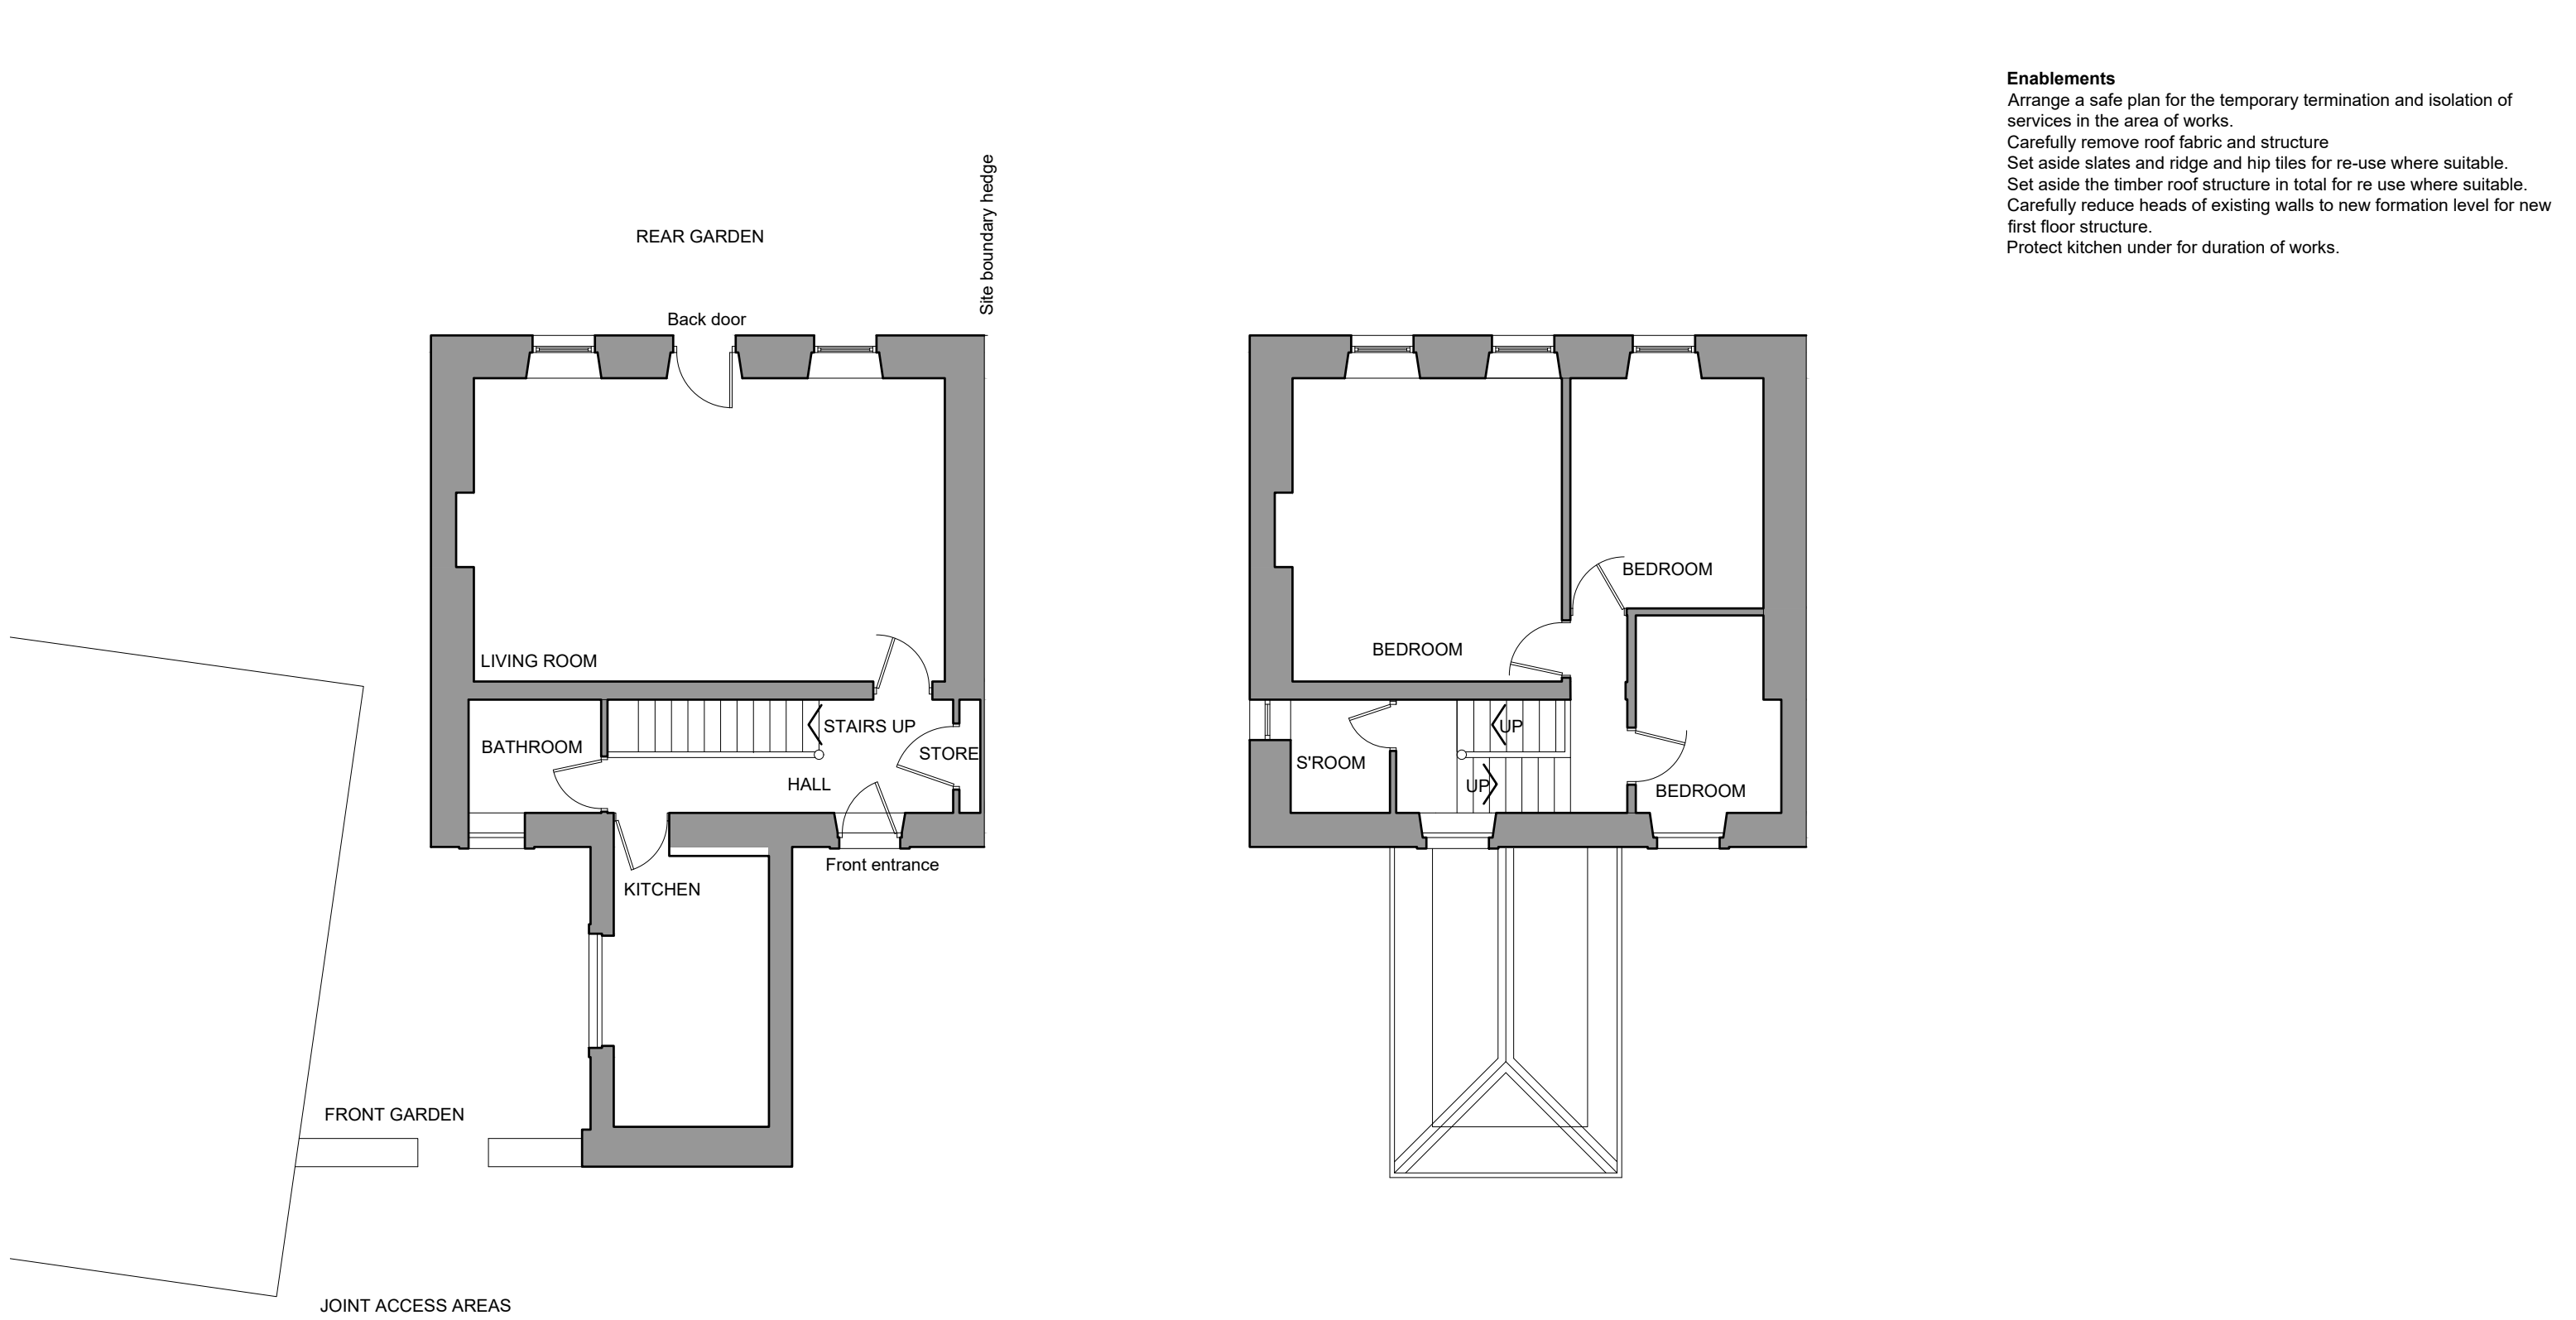 Enablements
Arrange a safe plan for the temporary termination and isolation of
services in the area of works.
Carefully remove roof fabric and structure
Set aside slates and ridge and hip tiles for re-use where suitable.
Set aside the timber roof structure in total for re use where suitable.
Carefully reduce heads of existing walls to new formation level for new
first floor structure.
Protect kitchen under for duration of works.
Site boundary hedge
REAR GARDEN
Back door
LIVING ROOM
STAIRS UP
BATHROOM
STORE
HALL
Front entrance
KITCHEN
FRONT GARDEN
JOINT ACCESS AREAS
BEDROOM
BEDROOM
UP
S'ROOM
UP
BEDROOM